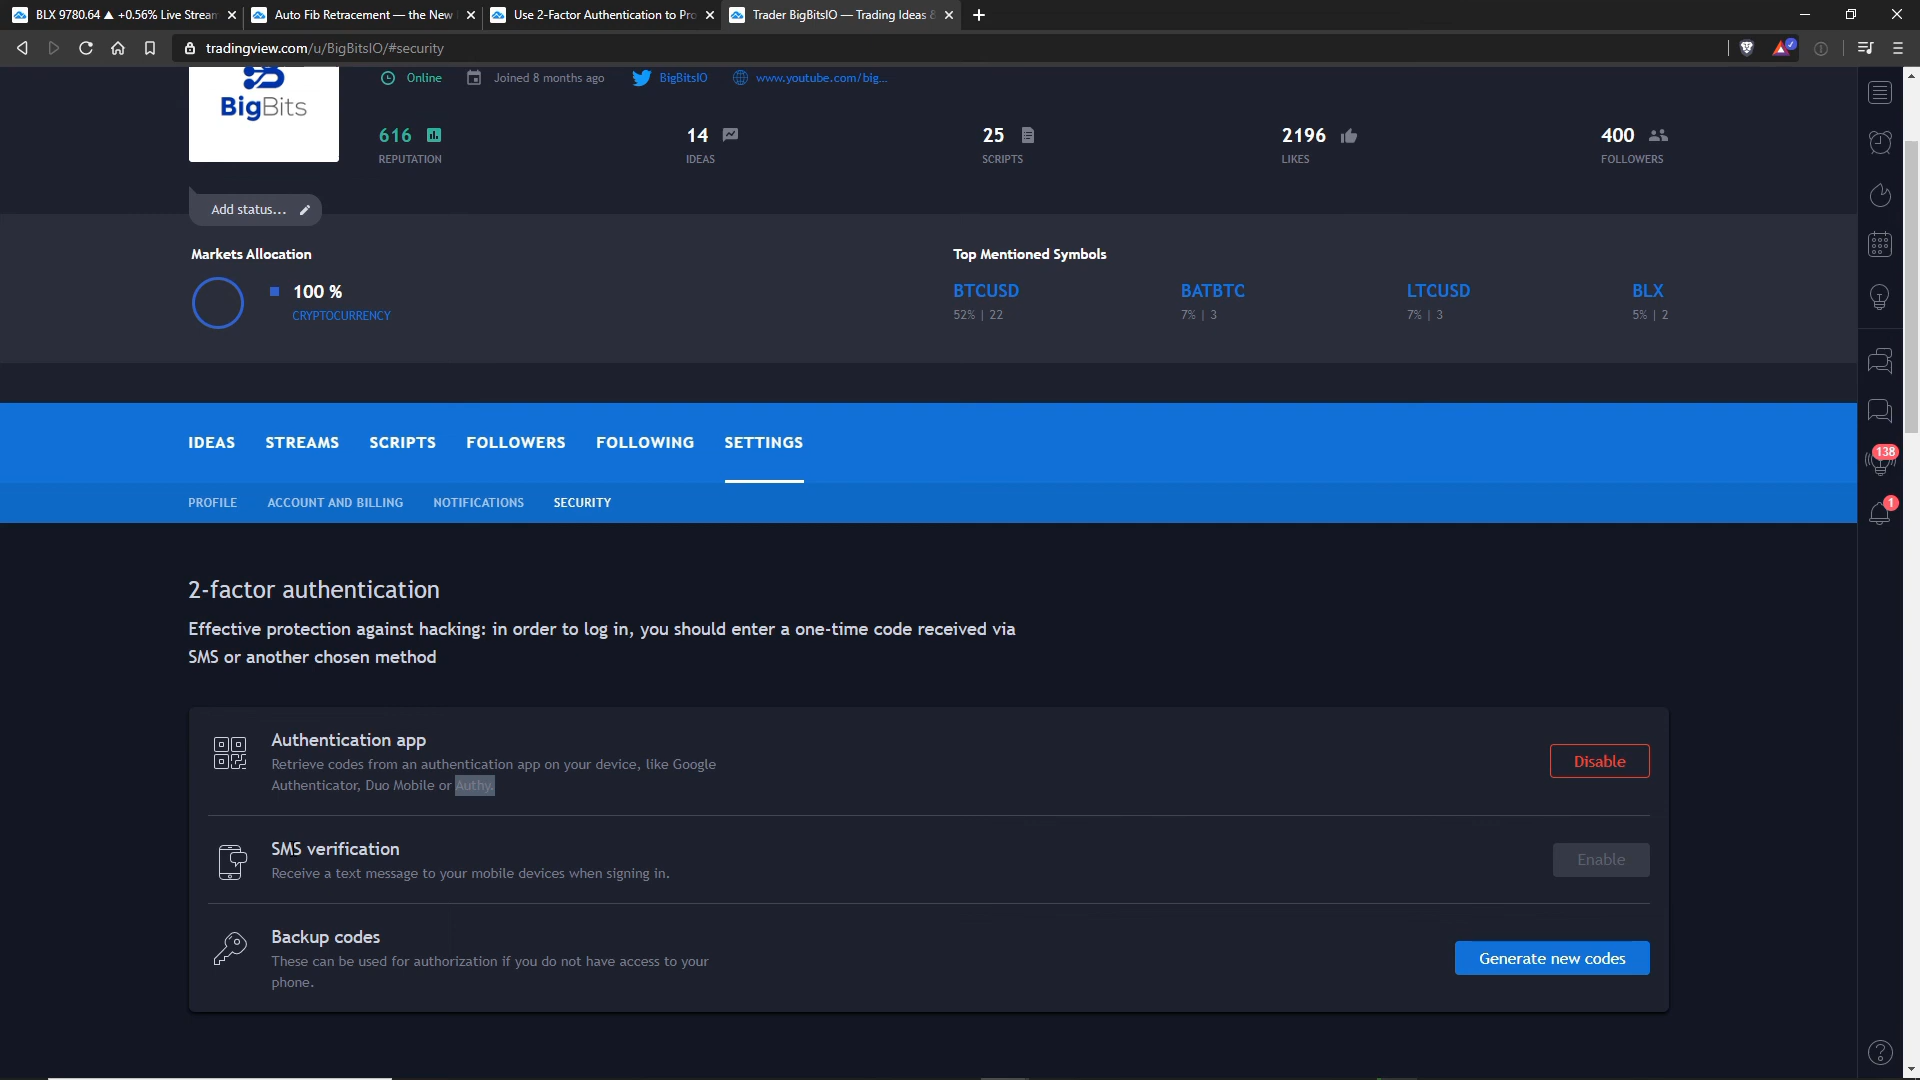 BLX 9780.64 ▲ +0.56% Live Stream
Auto Fib Retracement — the New
Use 2-Factor Authentication to Pro
Trader BigBitsIO — Trading Ideas &
tradingview.com/u/BigBitsIO/#security
BigBits
Online
Joined 8 months ago
BigBitsIO
www.youtube.com/big...
616
14
25
2196
400
REPUTATION
IDEAS
SCRIPTS
LIKES
FOLLOWERS
Add status...
Markets Allocation
100 %
CRYPTOCURRENCY
Top Mentioned Symbols
BTCUSD
BATBTC
LTCUSD
BLX
52% | 22
7% | 3
7% | 3
5% | 2
138
1
IDEAS
STREAMS
SCRIPTS
FOLLOWERS
FOLLOWING
SETTINGS
PROFILE
ACCOUNT AND BILLING
NOTIFICATIONS
SECURITY
2-factor authentication
Effective protection against hacking: in order to log in, you should enter a one-time code received via
SMS or another chosen method
Authentication app
Retrieve codes from an authentication app on your device, like Google
Authenticator, Duo Mobile or Authy.
Disable
SMS verification
Receive a text message to your mobile devices when signing in.
Enable
Backup codes
These can be used for authorization if you do not have access to your
phone.
Generate new codes